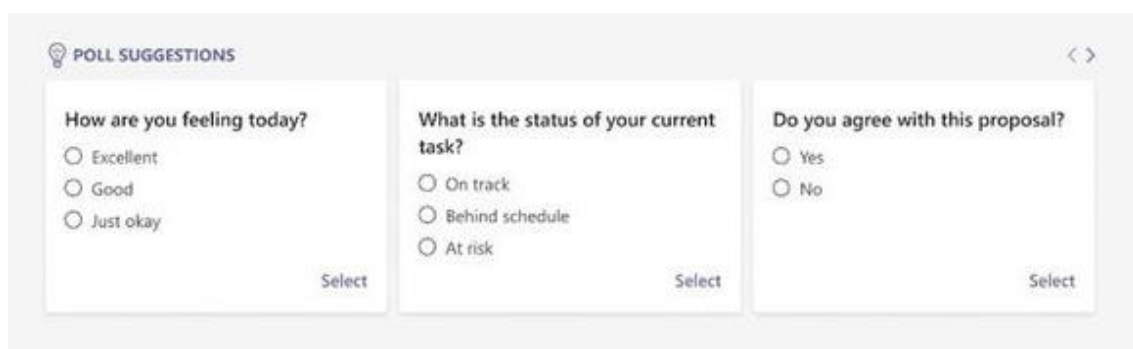 POLL SUGGESTIONS
How are you feeling today?
Excellent
Good
Just okay
Select
What is the status of your current
task?
On track
Behind schedule
At risk
Select
Do you agree with this proposal?
Yes
No
Select